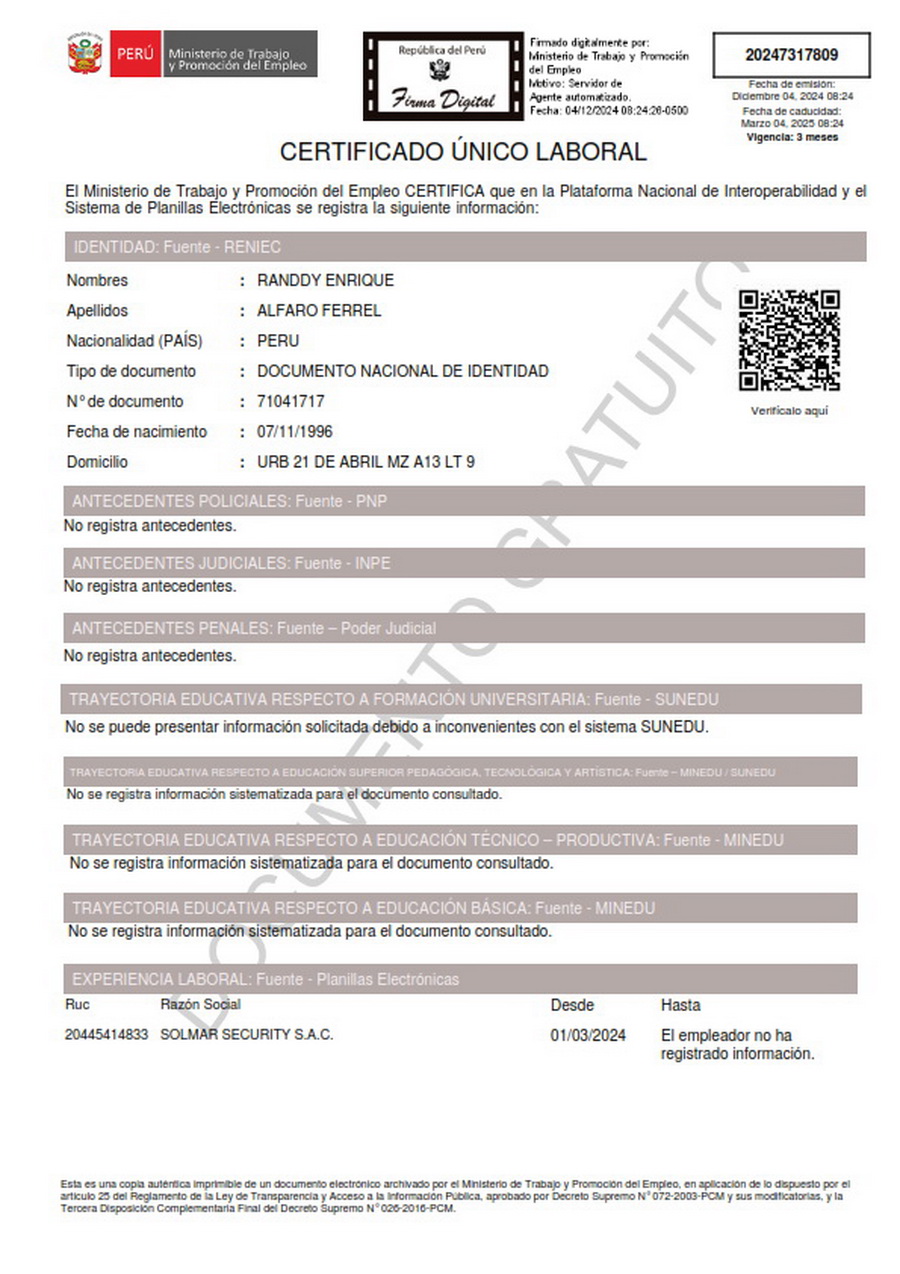 PERÚ
Ministerio de Trabajo
y Promoción del Empleo
República del Perú
Firma Digital
Firmado digitalmente por:
Ministerio de Trabajo y Promoción
del Empleo
Motivo: Servidor de
Agente automatizado.
Fecha: 04/12/2024 08:24:26-0500
20247317809
Fecha de emisión:
Diciembre 04, 2024 08:24
Fecha de caducidad:
Marzo 04, 2025 08:24
Vigencia: 3 meses
CERTIFICADO ÚNICO LABORAL
El Ministerio de Trabajo y Promoción del Empleo CERTIFICA que en la Plataforma Nacional de Interoperabilidad y el
Sistema de Planillas Electrónicas se registra la siguiente información:
IDENTIDAD: Fuente - RENIEC
Nombres : RANDDY ENRIQUE
Apellidos : ALFARO FERREL
Nacionalidad (PAÍS) : PERU
Tipo de documento : DOCUMENTO NACIONAL DE IDENTIDAD
N° de documento : 71041717
Fecha de nacimiento : 07/11/1996
Domicilio : URB 21 DE ABRIL MZ A13 LT 9
Verifícalo aquí
ANTECEDENTES POLICIALES: Fuente - PNP
No registra antecedentes.
ANTECEDENTES JUDICIALES: Fuente - INPE
No registra antecedentes.
ANTECEDENTES PENALES: Fuente – Poder Judicial
No registra antecedentes.
TRAYECTORIA EDUCATIVA RESPECTO A FORMACIÓN UNIVERSITARIA: Fuente - SUNEDU
No se puede presentar información solicitada debido a inconvenientes con el sistema SUNEDU.
TRAYECTORIA EDUCATIVA RESPECTO A EDUCACIÓN SUPERIOR PEDAGÓGICA, TECNOLÓGICA Y ARTÍSTICA: Fuente – MINEDU / SUNEDU
No se registra información sistematizada para el documento consultado.
TRAYECTORIA EDUCATIVA RESPECTO A EDUCACIÓN TÉCNICO – PRODUCTIVA: Fuente - MINEDU
No se registra información sistematizada para el documento consultado.
TRAYECTORIA EDUCATIVA RESPECTO A EDUCACIÓN BÁSICA: Fuente - MINEDU
No se registra información sistematizada para el documento consultado.
EXPERIENCIA LABORAL: Fuente - Planillas Electrónicas
Ruc Razón Social Desde Hasta
20445414833 SOLMAR SECURITY S.A.C. 01/03/2024 El empleador no ha
registrado información.
Esta es una copia auténtica imprimible de un documento electrónico archivado por el Ministerio de Trabajo y Promoción del Empleo, en aplicación de lo dispuesto por el
artículo 25 del Reglamento de la Ley de Transparencia y Acceso a la Información Pública, aprobado por Decreto Supremo N° 072-2003-PCM y sus modificatorias, y la
Tercera Disposición Complementaria Final del Decreto Supremo N° 026-2016-PCM.
DOCUMENTO GRATUITO